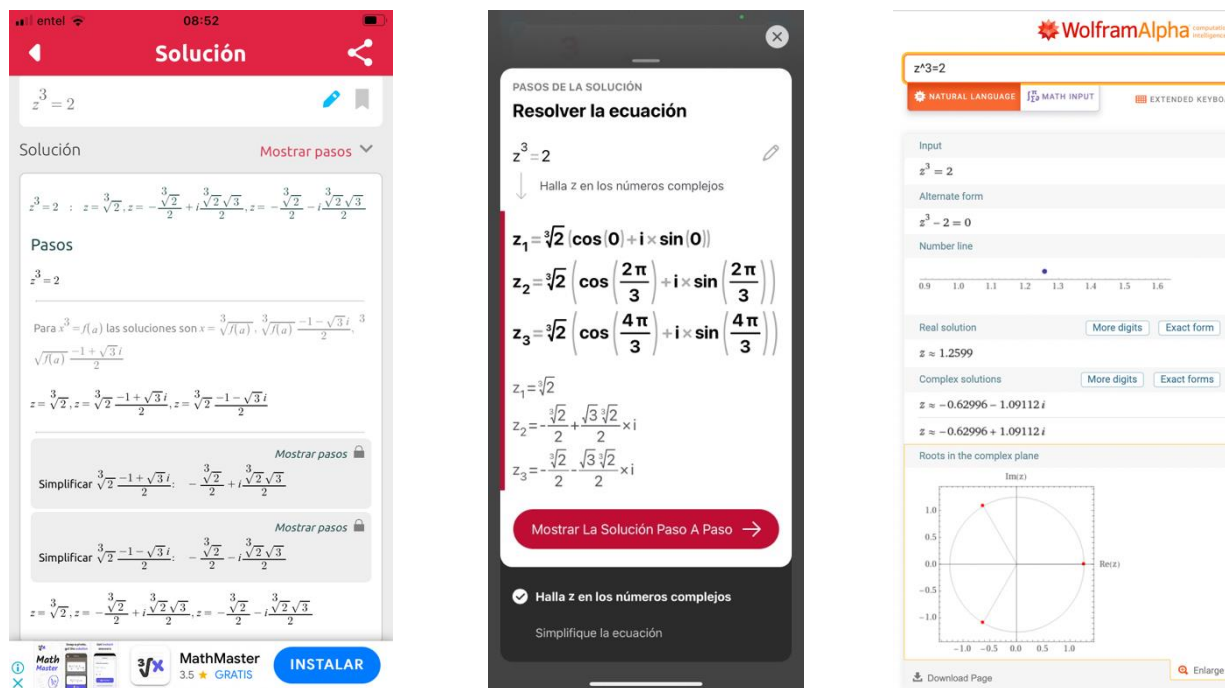 entel 08:52
Solución
z^3 = 2
Solución Mostrar pasos
z^3 = 2 : z = ∛2, z = -∛2/2 + i ∛2√3/2, z = -∛2/2 - i ∛2√3/2
Pasos
z^3 = 2
Para x^3 = f(a) las soluciones son x = ∛f(a), ∛f(a) (-1 - √3 i)/2, 3
√f(a) (-1 + √3 i)/2
z = ∛2, z = ∛2 (-1 + √3 i)/2, z = ∛2 (-1 - √3 i)/2
Mostrar pasos
Simplificar ∛2 (-1 + √3 i)/2: -∛2/2 + i ∛2√3/2
Mostrar pasos
Simplificar ∛2 (-1 - √3 i)/2: -∛2/2 - i ∛2√3/2
z = ∛2, z = -∛2/2 + i ∛2√3/2, z = -∛2/2 - i ∛2√3/2
Math
Master
∛x
MathMaster
3.5 ★ GRATIS
INSTALAR
PASOS DE LA SOLUCIÓN
Resolver la ecuación
z^3 = 2
Halla z en los números complejos
z₁ = ∛2 (cos(0) + i × sin(0))
z₂ = ∛2 (cos(2π/3) + i × sin(2π/3))
z₃ = ∛2 (cos(4π/3) + i × sin(4π/3))
z₁ = ∛2
z₂ = -∛2/2 + √3 ∛2/2 × i
z₃ = -∛2/2 - √3 ∛2/2 × i
Mostrar La Solución Paso A Paso →
Halla z en los números complejos
Simplifique la ecuación
WolframAlpha
z^3=2
NATURAL LANGUAGE MATH INPUT EXTENDED KEYBOA
Input
z^3 = 2
Alternate form
z^3 - 2 = 0
Number line
0.9 1.0 1.1 1.2 1.3 1.4 1.5 1.6
Real solution More digits Exact form
z ≈ 1.2599
Complex solutions More digits Exact forms
z ≈ -0.62996 - 1.09112 i
z ≈ -0.62996 + 1.09112 i
Roots in the complex plane
Im(z)
1.0
0.5
0.0 Re(z)
-0.5
-1.0
-1.0 -0.5 0.0 0.5 1.0
Download Page Enlarge